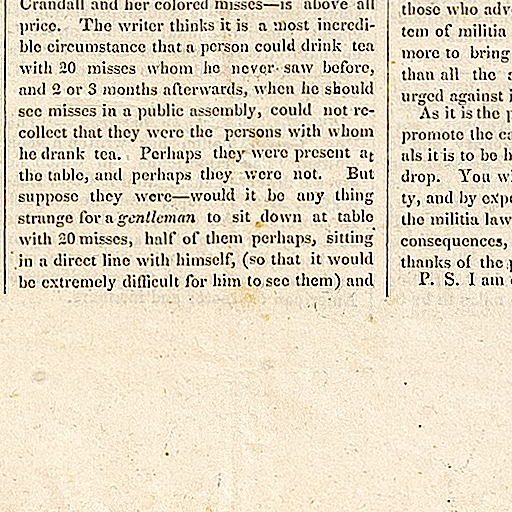 Crandall and her colored misses—is above all
price. The writer thinks it is a most incredi-
ble circumstance that a person could drink tea
with 20 misses whom he never saw before,
and 2 or 3 months afterwards, when he should
see misses in a public assembly, could not re-
collect that they were the persons with whom
he drank tea. Perhaps they were present at
the table, and perhaps they were not. But
suppose they were—would it be any thing
strange for a gentleman to sit down at table
with 20 misses, half of them perhaps, sitting
in a direct line with himself, (so that it would
be extremely difficult for him to see them) and
those who adv
tem of militia
more to bring
than all the
urged against i
As it is the p
promote the ca
als it is to be h
drop. You wi
ty, and by expe
the militia law
consequences,
thanks of the p
P. S. I am